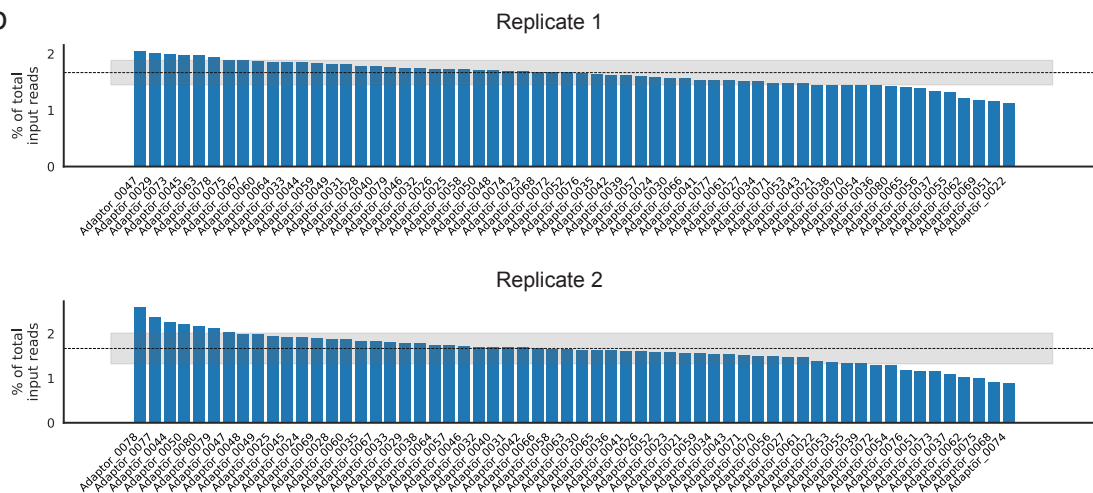 b
Replicate 1
% of total
input reads
2
1
0
Adaptor_0047
Adaptor_0029
Adaptor_0073
Adaptor_0045
Adaptor_0063
Adaptor_0078
Adaptor_0075
Adaptor_0067
Adaptor_0060
Adaptor_0064
Adaptor_0033
Adaptor_0044
Adaptor_0059
Adaptor_0049
Adaptor_0031
Adaptor_0028
Adaptor_0040
Adaptor_0079
Adaptor_0046
Adaptor_0032
Adaptor_0026
Adaptor_0025
Adaptor_0058
Adaptor_0050
Adaptor_0048
Adaptor_0074
Adaptor_0023
Adaptor_0068
Adaptor_0072
Adaptor_0052
Adaptor_0076
Adaptor_0035
Adaptor_0042
Adaptor_0039
Adaptor_0057
Adaptor_0024
Adaptor_0030
Adaptor_0066
Adaptor_0041
Adaptor_0077
Adaptor_0061
Adaptor_0027
Adaptor_0034
Adaptor_0071
Adaptor_0053
Adaptor_0043
Adaptor_0021
Adaptor_0038
Adaptor_0070
Adaptor_0054
Adaptor_0036
Adaptor_0080
Adaptor_0065
Adaptor_0056
Adaptor_0037
Adaptor_0055
Adaptor_0062
Adaptor_0069
Adaptor_0051
Adaptor_0022
Replicate 2
% of total
input reads
2
1
0
Adaptor_0078
Adaptor_0077
Adaptor_0044
Adaptor_0050
Adaptor_0080
Adaptor_0079
Adaptor_0047
Adaptor_0048
Adaptor_0049
Adaptor_0025
Adaptor_0045
Adaptor_0024
Adaptor_0069
Adaptor_0028
Adaptor_0060
Adaptor_0035
Adaptor_0067
Adaptor_0033
Adaptor_0029
Adaptor_0038
Adaptor_0064
Adaptor_0057
Adaptor_0046
Adaptor_0032
Adaptor_0040
Adaptor_0031
Adaptor_0042
Adaptor_0066
Adaptor_0058
Adaptor_0063
Adaptor_0030
Adaptor_0065
Adaptor_0036
Adaptor_0041
Adaptor_0026
Adaptor_0052
Adaptor_0023
Adaptor_0021
Adaptor_0059
Adaptor_0034
Adaptor_0043
Adaptor_0071
Adaptor_0070
Adaptor_0056
Adaptor_0027
Adaptor_0061
Adaptor_0022
Adaptor_0053
Adaptor_0055
Adaptor_0039
Adaptor_0072
Adaptor_0054
Adaptor_0076
Adaptor_0051
Adaptor_0073
Adaptor_0037
Adaptor_0062
Adaptor_0075
Adaptor_0068
Adaptor_0074